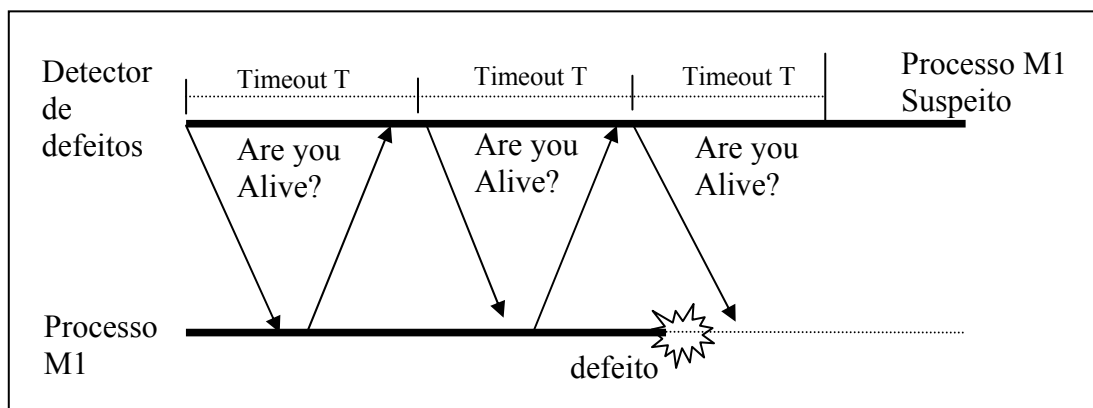 Detector
de
defeitos
Timeout T
Timeout T
Timeout T
Processo M1
Suspeito
Are you
Alive?
Are you
Alive?
Are you
Alive?
Processo
M1
defeito